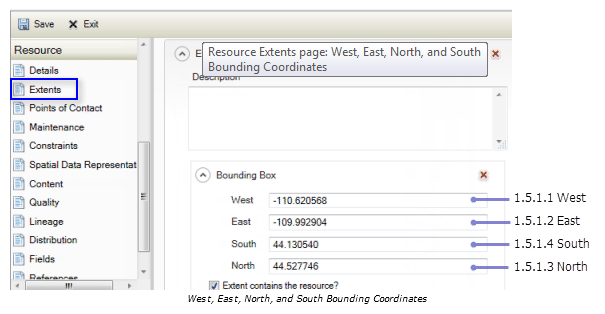 Save Exit
Resource
Details
Extents
Points of Contact
Maintenance
Constraints
Spatial Data Representat
Content
Quality
Lineage
Distribution
Fields
References
E
Resource Extents page: West, East, North, and South
Bounding Coordinates
Description
Bounding Box
West -110.620568 1.5.1.1 West
East -109.992904 1.5.1.2 East
South 44.130540 1.5.1.4 South
North 44.527746 1.5.1.3 North
Extent contains the resource?
West, East, North, and South Bounding Coordinates